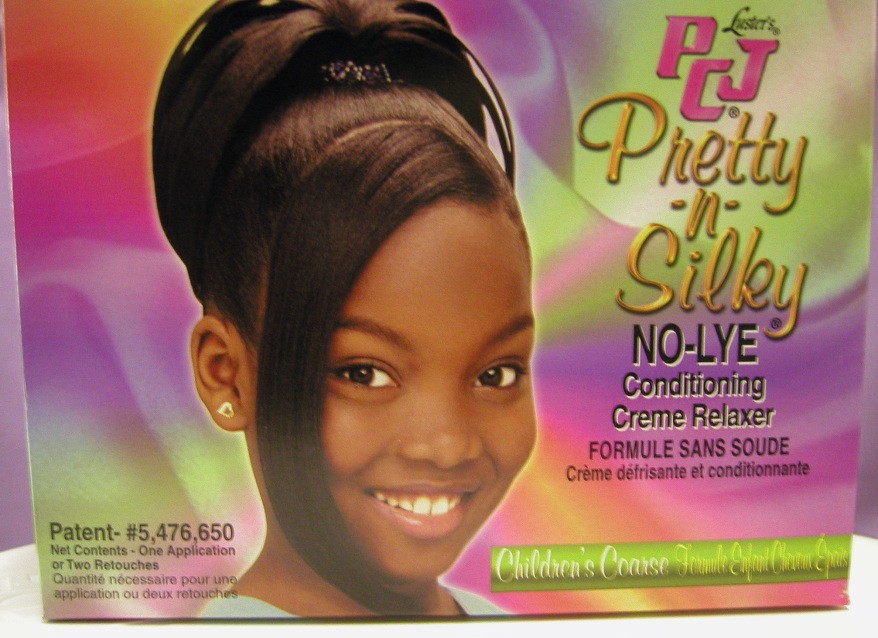 Luster's®
PCJ®
Pretty
-n-
Silky®
NO-LYE
Conditioning
Creme Relaxer
FORMULE SANS SOUDE
Crème défrisante et conditionnante
Patent- #5,476,650
Net Contents - One Application
or Two Retouches
Quantité nécessaire pour une
application ou deux retouches
Children's Coarse Formule Enfant Cheveux Épais